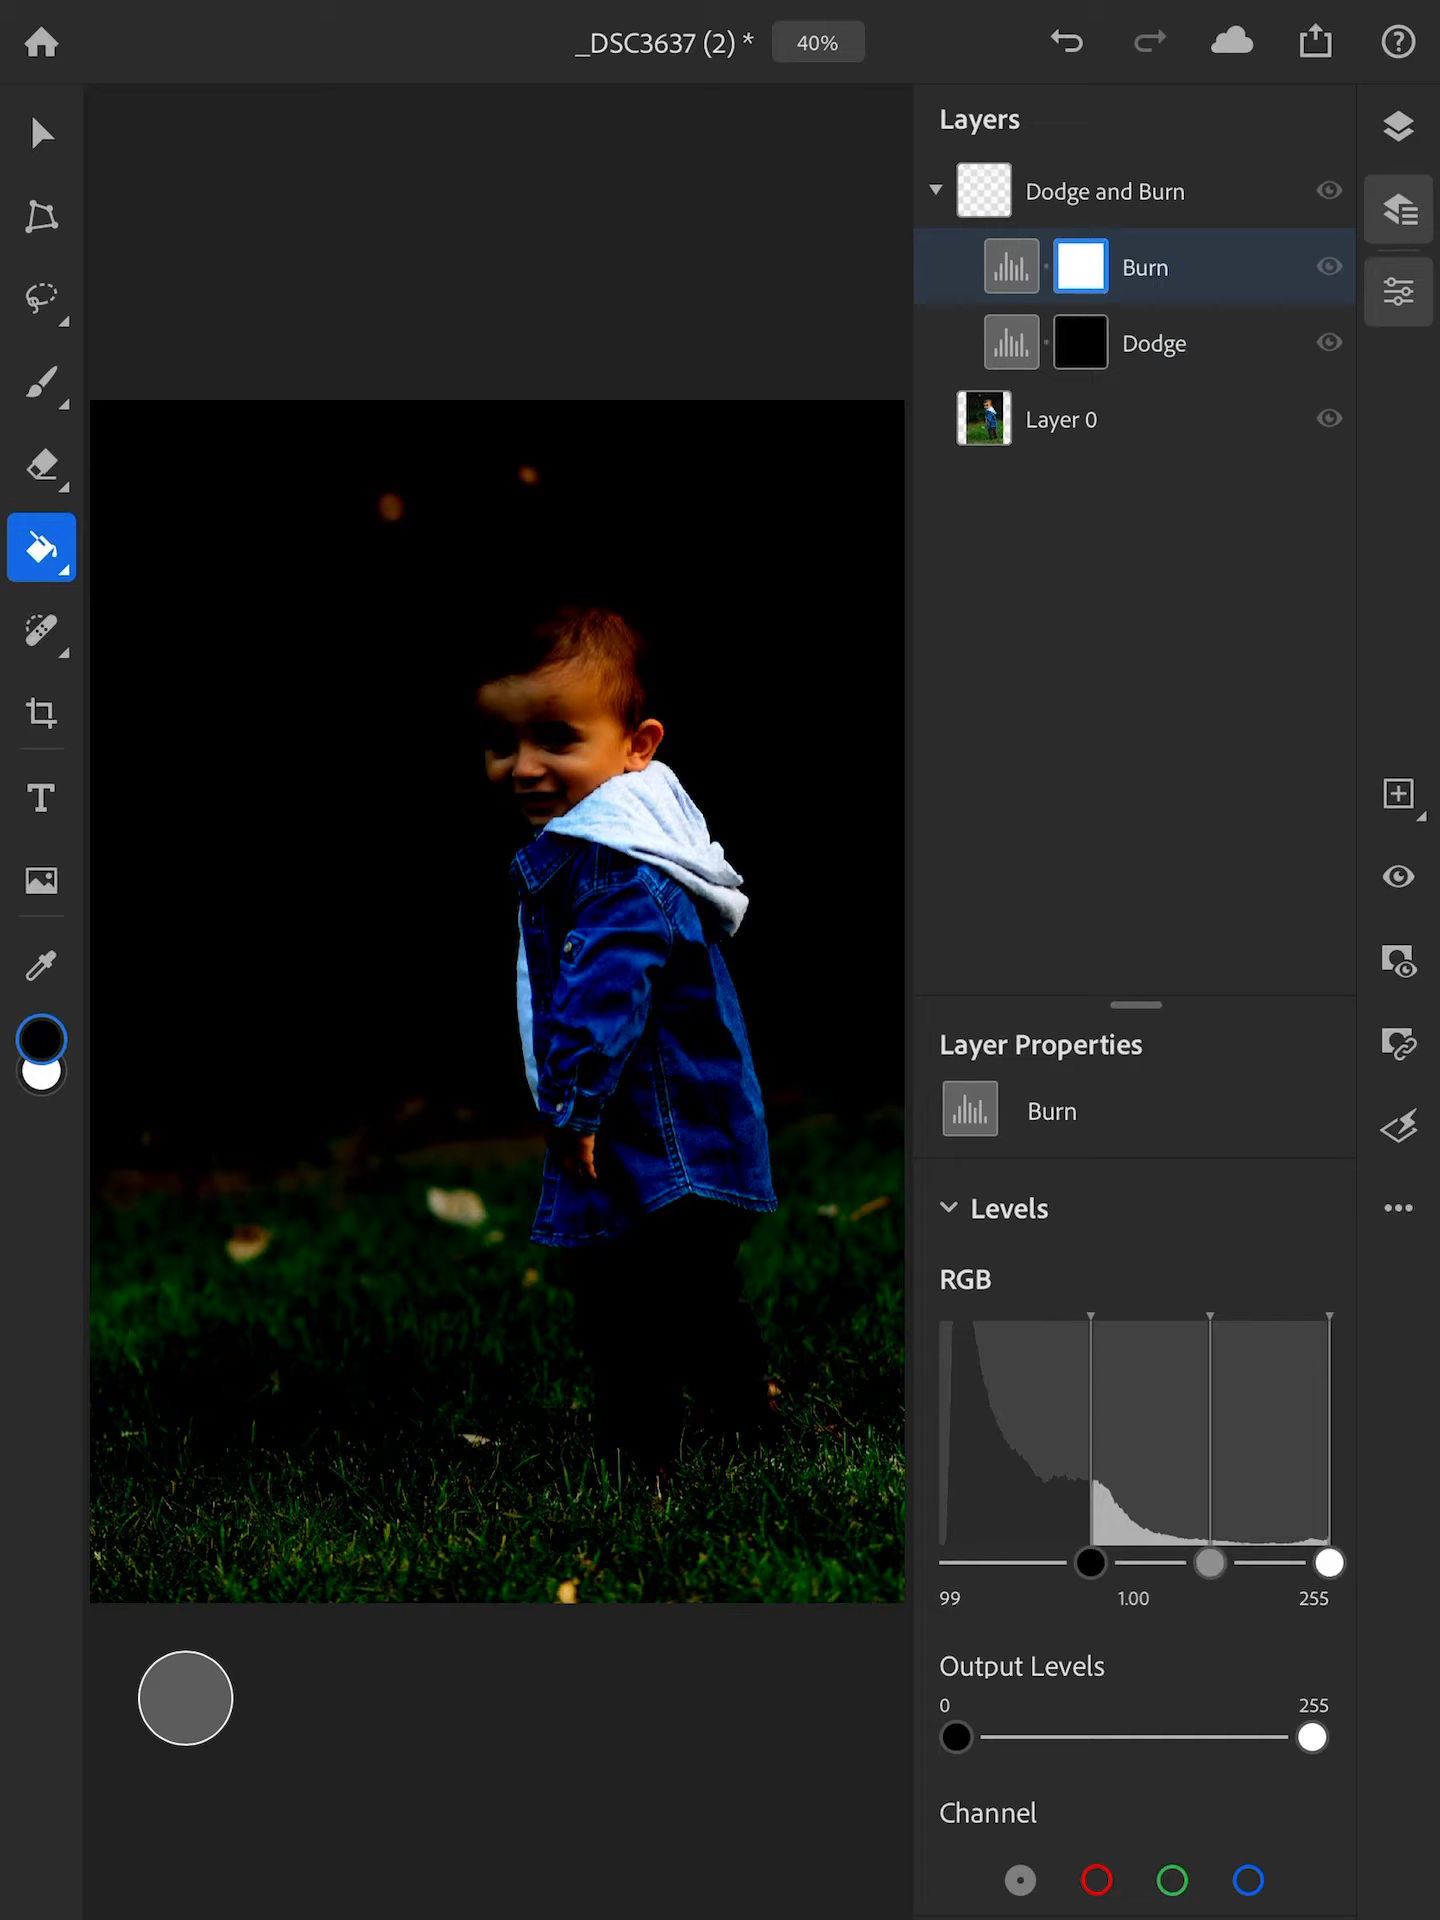 _DSC3637 (2) * 40%
Layers
Dodge and Burn
Burn
Dodge
Layer 0
Layer Properties
Burn
Levels
RGB
99 1.00 255
Output Levels
0 255
Channel